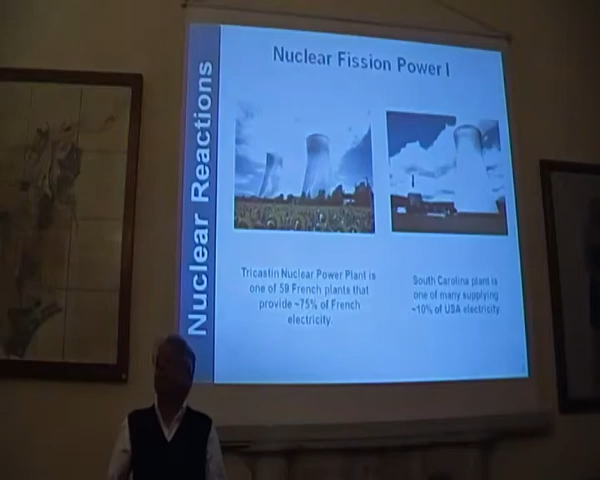 Nuclear Fission Power I
Nuclear Reactions
Tricastin Nuclear Power Plant is
one of 59 French plants that
provide ~75% of French
electricity.
South Carolina plant is
one of many supplying
~10% of USA electricity.